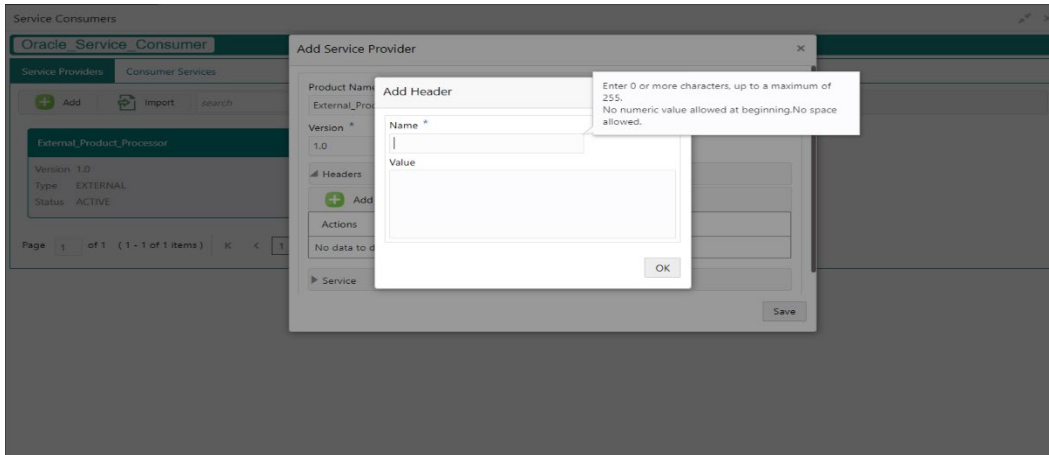 Service Consumers
Oracle_Service_Consumer
Service Providers Consumer Services
Add Import search
External_Product_Processor
Version 1.0
Type EXTERNAL
Status ACTIVE
Page 1 of 1 (1 - 1 of 1 items) K < 1
Add Service Provider ×
Product Name
External_Proc
Version *
1.0
Headers
Add
Actions
No data to d
Service
Save
Add Header
Name *
Value
OK
Enter 0 or more characters, up to a maximum of
255.
No numeric value allowed at beginning.No space
allowed.